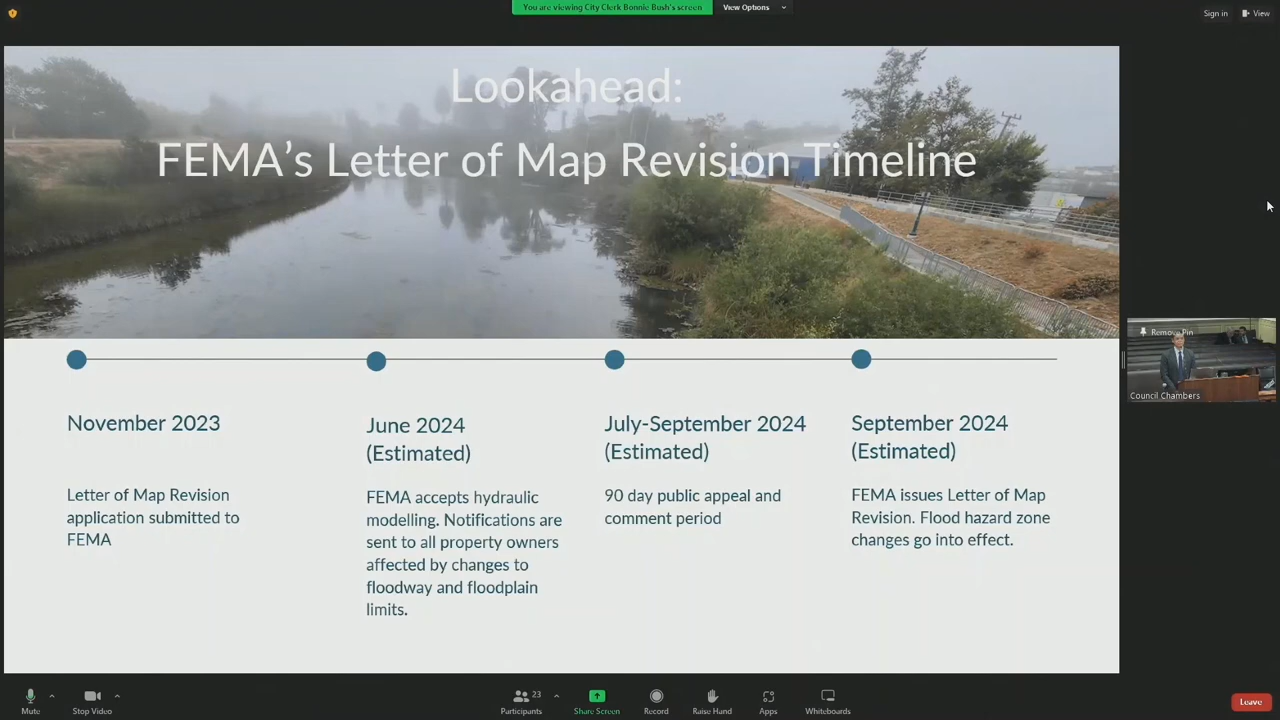 You are viewing City Clerk Bonnie Bush's screen
View Options
Sign in
View
Lookahead:
FEMA's Letter of Map Revision Timeline
November 2023
Letter of Map Revision
application submitted to
FEMA
June 2024
(Estimated)
FEMA accepts hydraulic
modelling. Notifications are
sent to all property owners
affected by changes to
floodway and floodplain
limits.
July-September 2024
(Estimated)
90 day public appeal and
comment period
September 2024
(Estimated)
FEMA issues Letter of Map
Revision. Flood hazard zone
changes go into effect.
Remove Pin
Council Chambers
Mute
Stop Video
23
Participants
Share Screen
Record
Raise Hand
Apps
Whiteboards
Leave